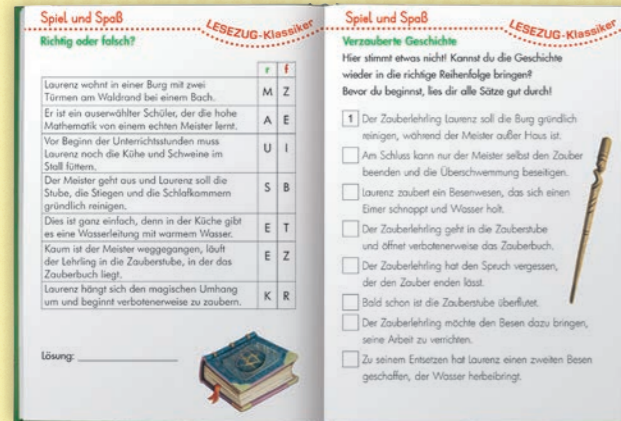 Spiel und Spaß
LESEZUG-Klassiker
Richtig oder falsch?
r f
Laurenz wohnt in einer Burg mit zwei
Türmen am Waldrand bei einem Bach.
M Z
Er ist ein auserwählter Schüler, der die hohe
Mathematik von einem echten Meister lernt.
A E
Vor Beginn der Unterrichtsstunden muss
Laurenz noch die Kühe und Schweine im
Stall füttern.
U I
Der Meister geht aus und Laurenz soll die
Stube, die Stiegen und die Schlafkammern
gründlich reinigen.
S B
Dies ist ganz einfach, denn in der Küche gibt
es eine Wasserleitung mit warmem Wasser.
E T
Kaum ist der Meister weggegangen, läuft
der Lehrling in die Zauberstube, in der das
Zauberbuch liegt.
E Z
Laurenz hängt sich den magischen Umhang
um und beginnt verbotenerweise zu zaubern.
K R
Lösung:
Spiel und Spaß
LESEZUG-Klassiker
Verzauberte Geschichte
Hier stimmt etwas nicht! Kannst du die Geschichte
wieder in die richtige Reihenfolge bringen?
Bevor du beginnst, lies dir alle Sätze gut durch!
1 Der Zauberlehrling Laurenz soll die Burg gründlich
reinigen, während der Meister außer Haus ist.
Am Schluss kann nur der Meister selbst den Zauber
beenden und die Überschwemmung beseitigen.
Laurenz zaubert ein Besenwesen, das sich einen
Eimer schnappt und Wasser holt.
Der Zauberlehrling geht in die Zauberstube
und öffnet verbotenerweise das Zauberbuch.
Der Zauberlehrling hat den Spruch vergessen,
der den Zauber enden lässt.
Bald schon ist die Zauberstube überflutet.
Der Zauberlehrling möchte den Besen dazu bringen,
seine Arbeit zu verrichten.
Zu seinem Entsetzen hat Laurenz einen zweiten Besen
geschaffen, der Wasser herbeibringt.